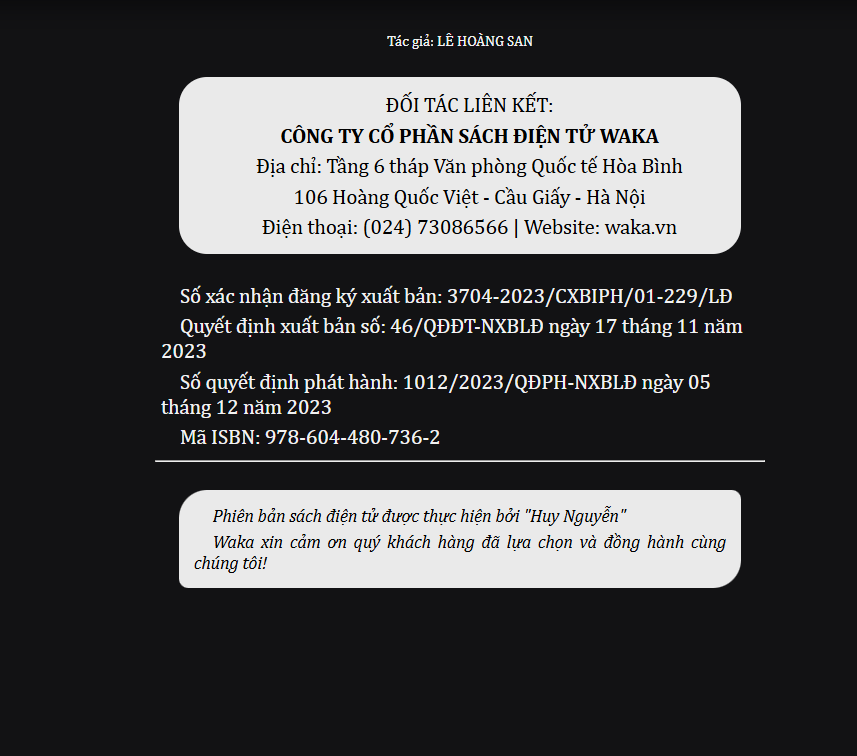 Tác giả: LÊ HOÀNG SAN
ĐỐI TÁC LIÊN KẾT:
CÔNG TY CỔ PHẦN SÁCH ĐIỆN TỬ WAKA
Địa chỉ: Tầng 6 tháp Văn phòng Quốc tế Hòa Bình
106 Hoàng Quốc Việt - Cầu Giấy - Hà Nội
Điện thoại: (024) 73086566 | Website: waka.vn
Số xác nhận đăng ký xuất bản: 3704-2023/CXBIPH/01-229/LĐ
Quyết định xuất bản số: 46/QĐĐT-NXBLĐ ngày 17 tháng 11 năm
2023
Số quyết định phát hành: 1012/2023/QĐPH-NXBLĐ ngày 05
tháng 12 năm 2023
Mã ISBN: 978-604-480-736-2
Phiên bản sách điện tử được thực hiện bởi "Huy Nguyễn"
Waka xin cảm ơn quý khách hàng đã lựa chọn và đồng hành cùng
chúng tôi!